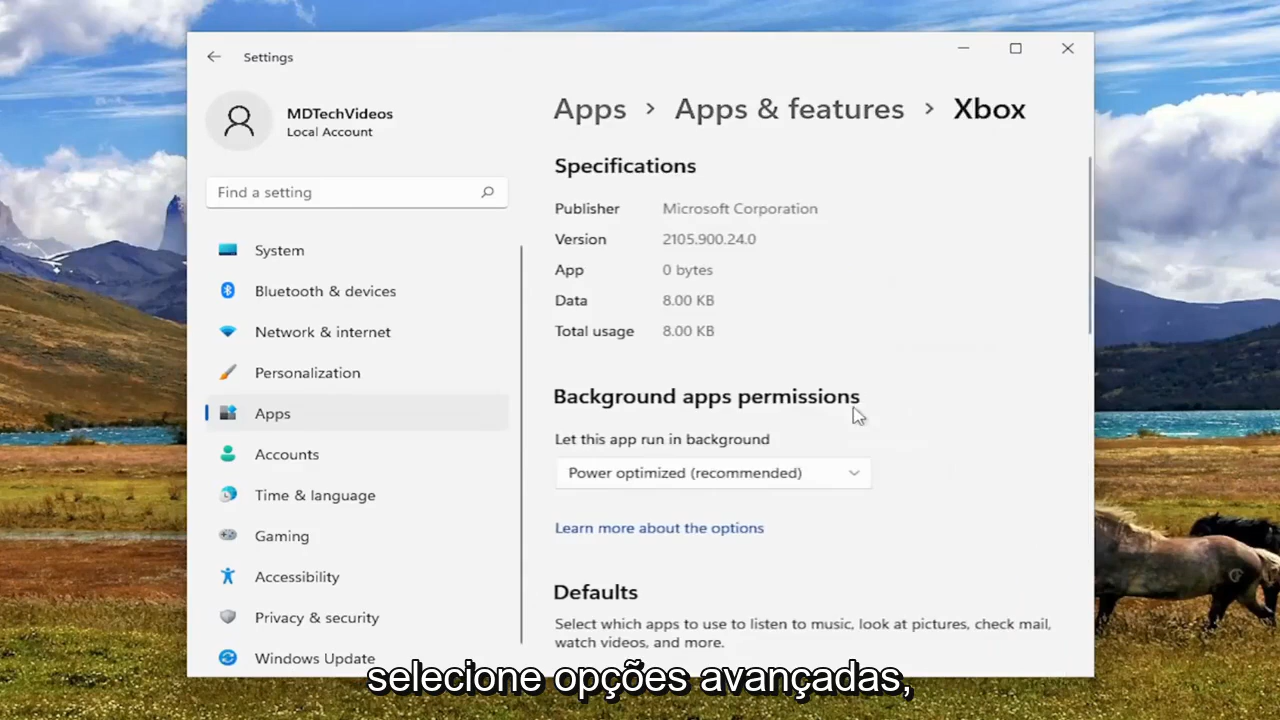 Settings
MDTechVideos
Local Account
Find a setting
System
Bluetooth & devices
Network & internet
Personalization
Apps
Accounts
Time & language
Gaming
Accessibility
Privacy & security
Windows Update
Apps > Apps & features > Xbox
Specifications
Publisher Microsoft Corporation
Version 2105.900.24.0
App 0 bytes
Data 8.00 KB
Total usage 8.00 KB
Background apps permissions
Let this app run in background
Power optimized (recommended)
Learn more about the options
Defaults
Select which apps to use to listen to music, look at pictures, check mail,
watch videos, and more.
selecione opções avançadas,